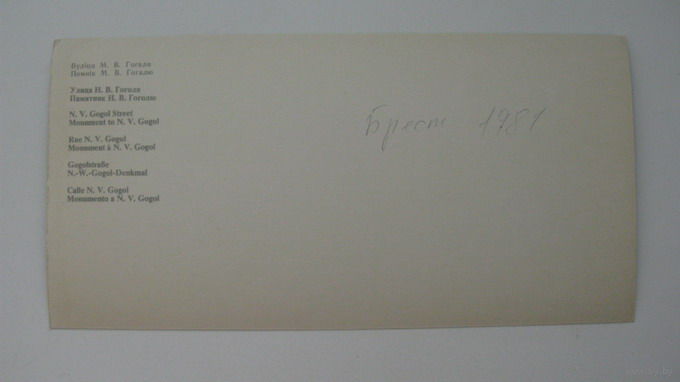 Вуліца М. В. Гогаля
Помнік М. В. Гогалю
Улица Н. В. Гоголя
Памятник Н. В. Гоголю
N. V. Gogol Street
Monument to N. V. Gogol
Rue N. V. Gogol
Monument à N. V. Gogol
Gogolstraße
N.-W.-Gogol-Denkmal
Calle N. V. Gogol
Monumento a N. V. Gogol
Брест 1981